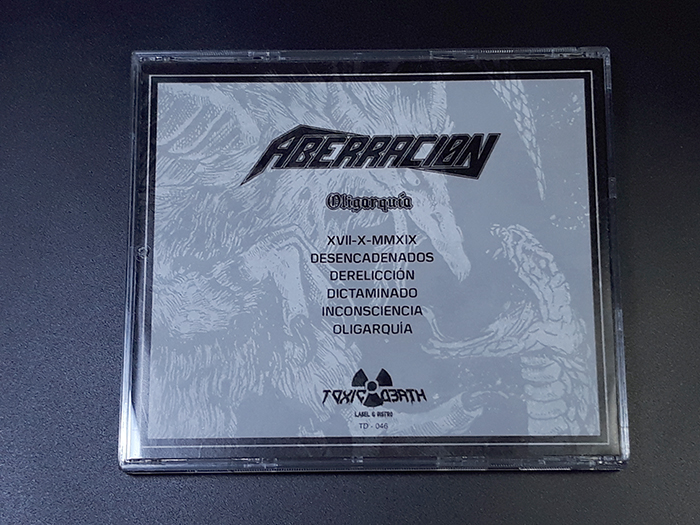 ABERRACION
Oligarquía
XVII-X-MMXIX
DESENCADENADOS
DERELICCIÓN
DICTAMINADO
INCONSCIENCIA
OLIGARQUÍA
TOXIC DEATH
LABEL & DISTRO
TD - 046